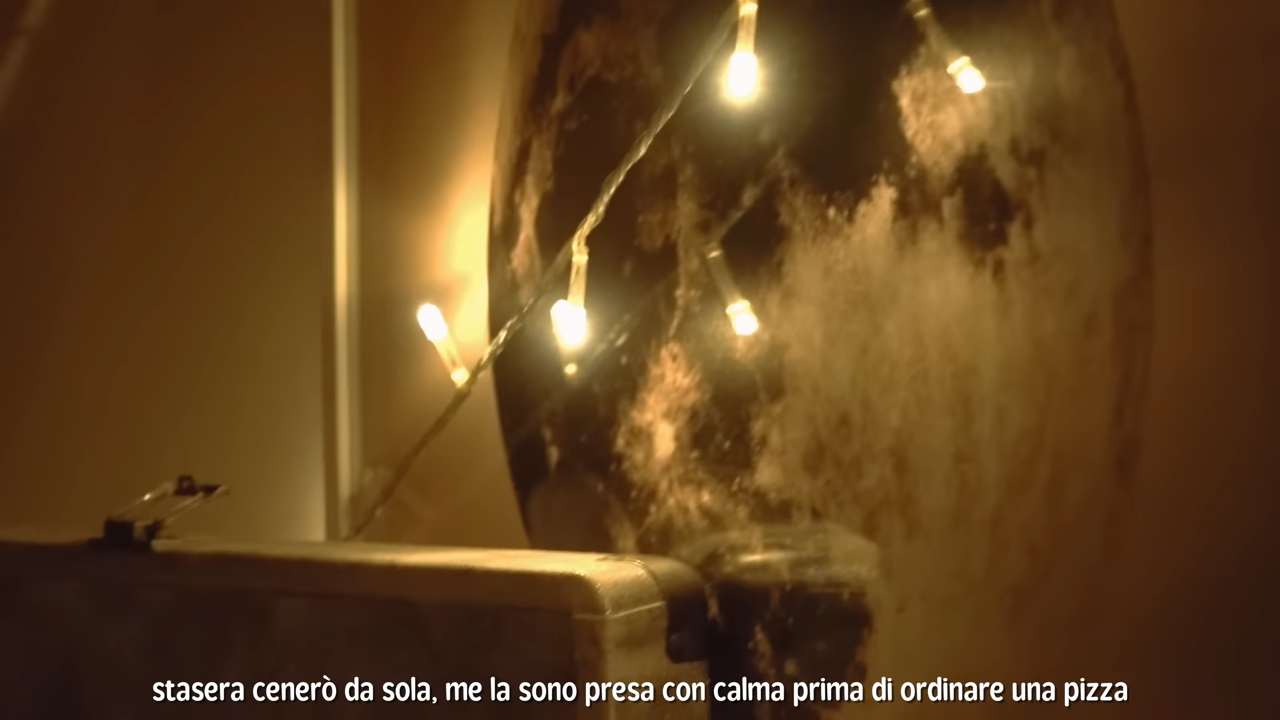 stasera cenerò da sola, me la sono presa con calma prima di ordinare una pizza